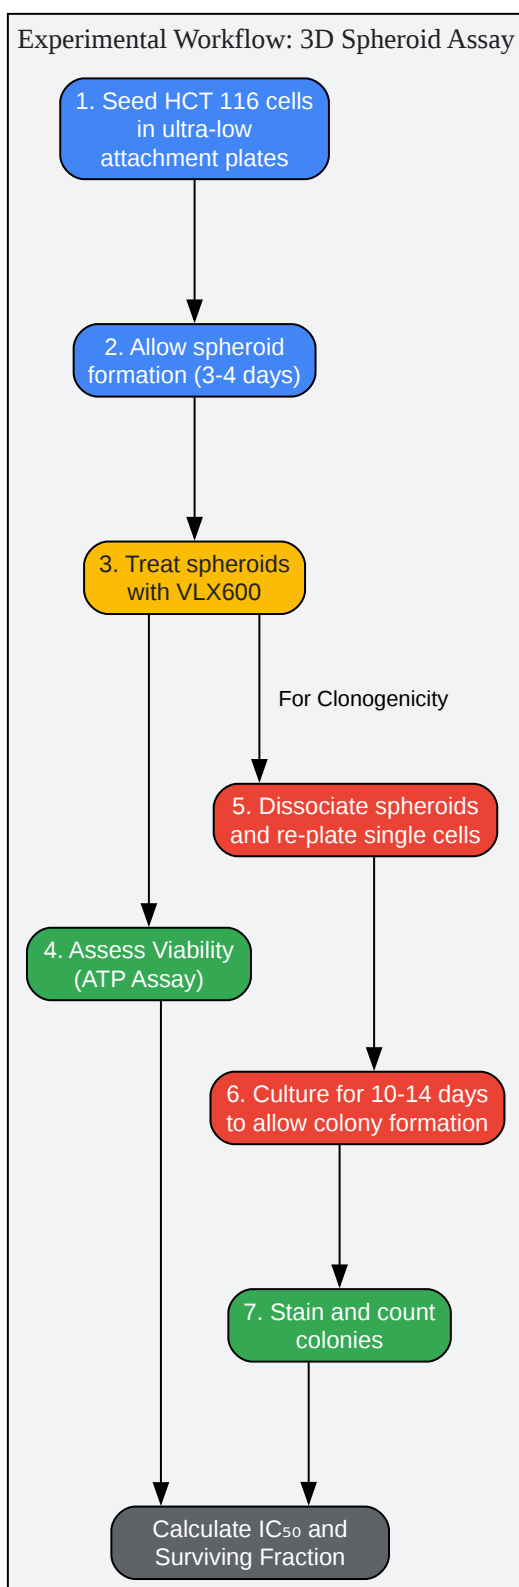 Experimental Workflow: 3D Spheroid Assay
1. Seed HCT 116 cells
in ultra-low
attachment plates
2. Allow spheroid
formation (3-4 days)
3. Treat spheroids
with VLX600
For Clonogenicity
5. Dissociate spheroids
and re-plate single cells
4. Assess Viability
(ATP Assay)
6. Culture for 10-14 days
to allow colony formation
7. Stain and count
colonies
Calculate IC₅₀ and
Surviving Fraction